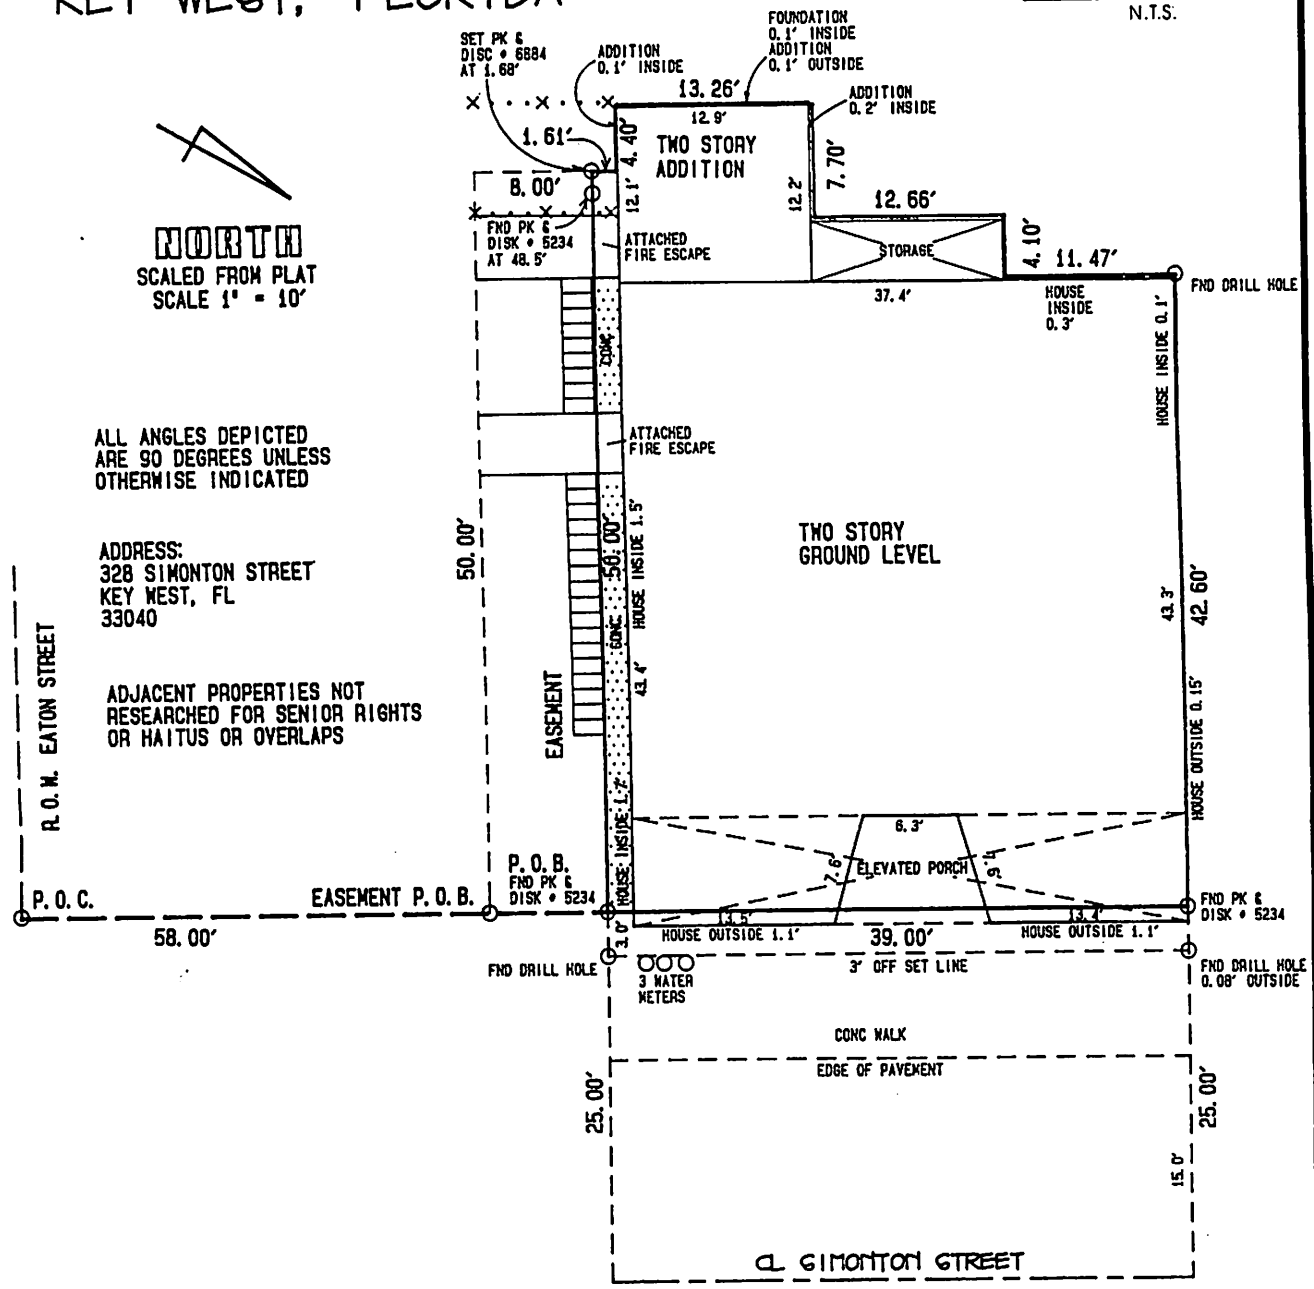 KEY WEST, FLORIDA
N.T.S.
SET PK &
DISC # 6884
AT 1.68'
ADDITION
0.1' INSIDE
FOUNDATION
0.1' INSIDE
ADDITION
0.1' OUTSIDE
13.26'
12.9'
ADDITION
0.2' INSIDE
1.61'
4.40'
TWO STORY
ADDITION
7.70'
8.00'
12.1'
12.2'
12.66'
NORTH
SCALED FROM PLAT
SCALE 1" = 10'
FND PK &
DISK # 5234
AT 48.5'
ATTACHED
FIRE ESCAPE
STORAGE
4.10'
11.47'
37.4'
HOUSE
INSIDE
0.3'
FND DRILL HOLE
HOUSE INSIDE 0.1'
CONC
ALL ANGLES DEPICTED
ARE 90 DEGREES UNLESS
OTHERWISE INDICATED
ATTACHED
FIRE ESCAPE
50.00'
50.00'
HOUSE INSIDE 1.5'
TWO STORY
GROUND LEVEL
ADDRESS:
328 SIMONTON STREET
KEY WEST, FL
33040
43.3'
42.60'
CONC
43.4'
R.O.W. EATON STREET
ADJACENT PROPERTIES NOT
RESEARCHED FOR SENIOR RIGHTS
OR HAITUS OR OVERLAPS
EASEMENT
HOUSE OUTSIDE 0.15'
HOUSE INSIDE 1.7'
6.3'
7.6'
ELEVATED PORCH
7.6'
P.O.C.
58.00'
EASEMENT P.O.B.
P.O.B.
FND PK &
DISK # 5234
FND PK &
DISK # 5234
13.5'
13.4'
HOUSE OUTSIDE 1.1'
39.00'
HOUSE OUTSIDE 1.1'
3.0'
FND DRILL HOLE
3 WATER
METERS
3' OFF SET LINE
FND DRILL HOLE
0.08' OUTSIDE
CONC WALK
EDGE OF PAVEMENT
25.00'
25.00'
15.0'
CL SIMONTON STREET